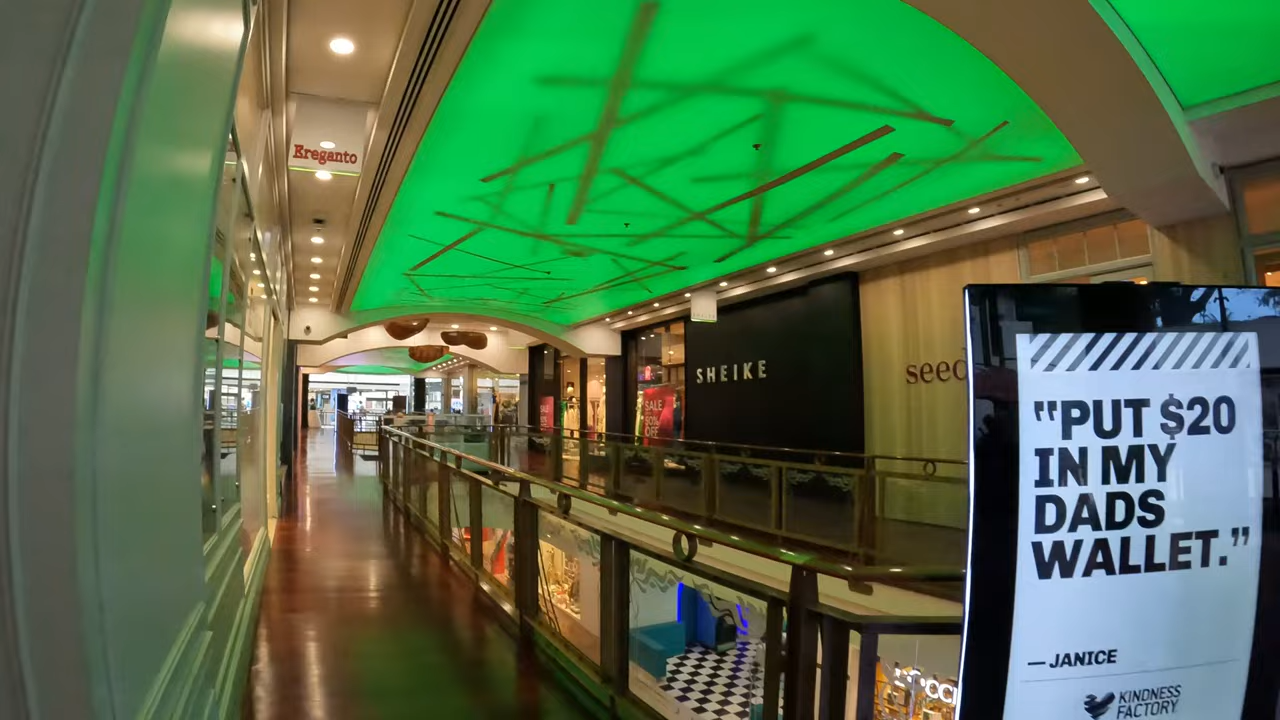 Ereganto
SHEIKE
SALE
50%
OFF
seed
"PUT $20
IN MY
DADS
WALLET."
— JANICE
KINDNESS
FACTORY